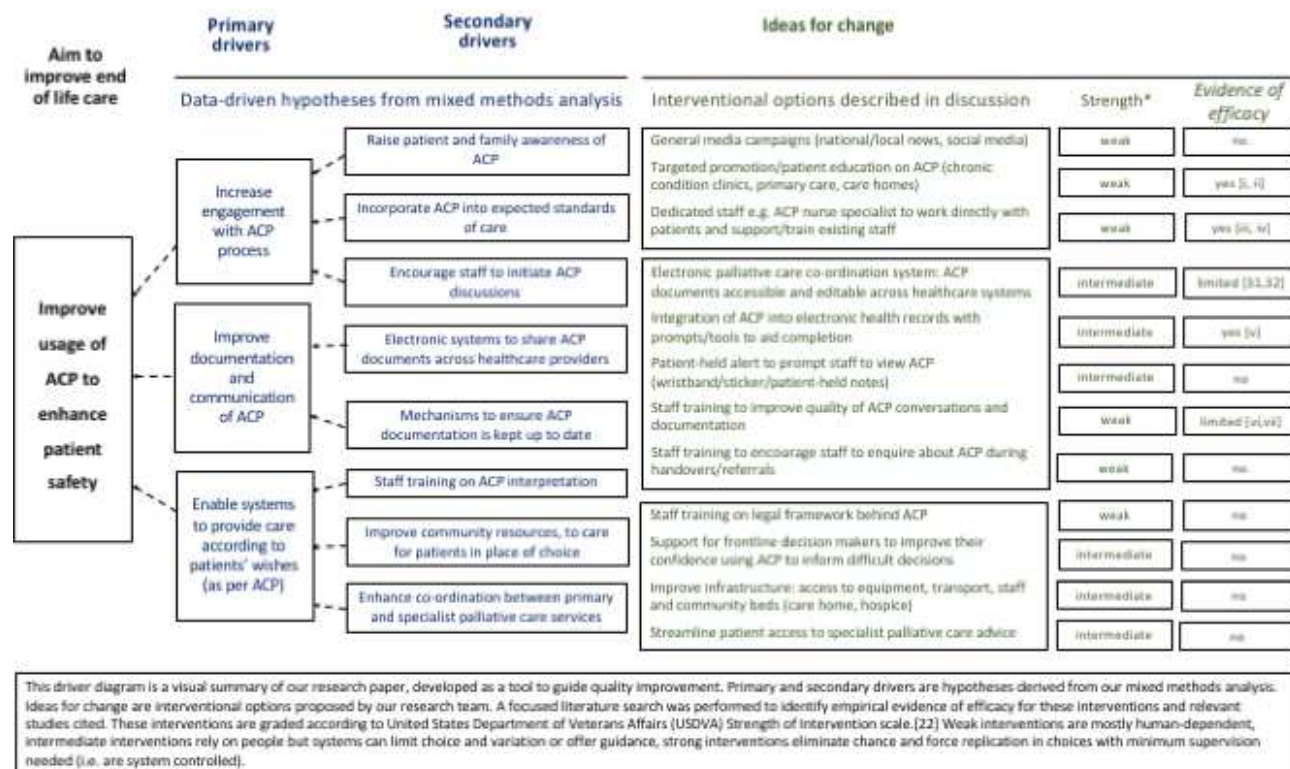 Primary
drivers
Secondary
drivers
Ideas for change
Aim to
improve end
of life care
Data-driven hypotheses from mixed methods analysis
Interventional options described in discussion
Strength*
Evidence of
efficacy
Improve
usage of
ACP to
enhance
patient
safety
Increase
engagement
with ACP
process
Improve
documentation
and
communication
of ACP
Enable systems
to provide care
according to
patients' wishes
(as per ACP)
Raise patient and family awareness of
ACP
Incorporate ACP into expected standards
of care
Encourage staff to initiate ACP
discussions
Electronic systems to share ACP
documents across healthcare providers
Mechanisms to ensure ACP
documentation is kept up to date
Staff training on ACP interpretation
Improve community resources, to care
for patients in place of choice
Enhance co-ordination between primary
and specialist palliative care services
General media campaigns (national/local news, social media)
weak
no
Targeted promotion/patient education on ACP (chronic
condition clinics, primary care, care homes)
weak
yes [i, ii]
Dedicated staff e.g. ACP nurse specialist to work directly with
patients and support/train existing staff
weak
yes [iii, iv]
Electronic palliative care co-ordination system: ACP
documents accessible and editable across healthcare systems
intermediate
limited [31,32]
Integration of ACP into electronic health records with
prompts/tools to aid completion
intermediate
yes [v]
Patient-held alert to prompt staff to view ACP
(wristband/sticker/patient-held notes)
intermediate
no
Staff training to improve quality of ACP conversations and
documentation
weak
limited [vi,vii]
Staff training to encourage staff to enquire about ACP during
handovers/referrals
weak
no
Staff training on legal framework behind ACP
weak
no
Support for frontline decision makers to improve their
confidence using ACP to inform difficult decisions
intermediate
no
Improve infrastructure: access to equipment, transport, staff
and community beds (care home, hospice)
intermediate
no
Streamline patient access to specialist palliative care advice
intermediate
no
This driver diagram is a visual summary of our research paper, developed as a tool to guide quality improvement. Primary and secondary drivers are hypotheses derived from our mixed methods analysis.
Ideas for change are interventional options proposed by our research team. A focused literature search was performed to identify empirical evidence of efficacy for these interventions and relevant
studies cited. These interventions are graded according to United States Department of Veterans Affairs (USDVA) Strength of Intervention scale.[22] Weak interventions are mostly human-dependent,
intermediate interventions rely on people but systems can limit choice and variation or offer guidance, strong interventions eliminate chance and force replication in choices with minimum supervision
needed (i.e. are system controlled).